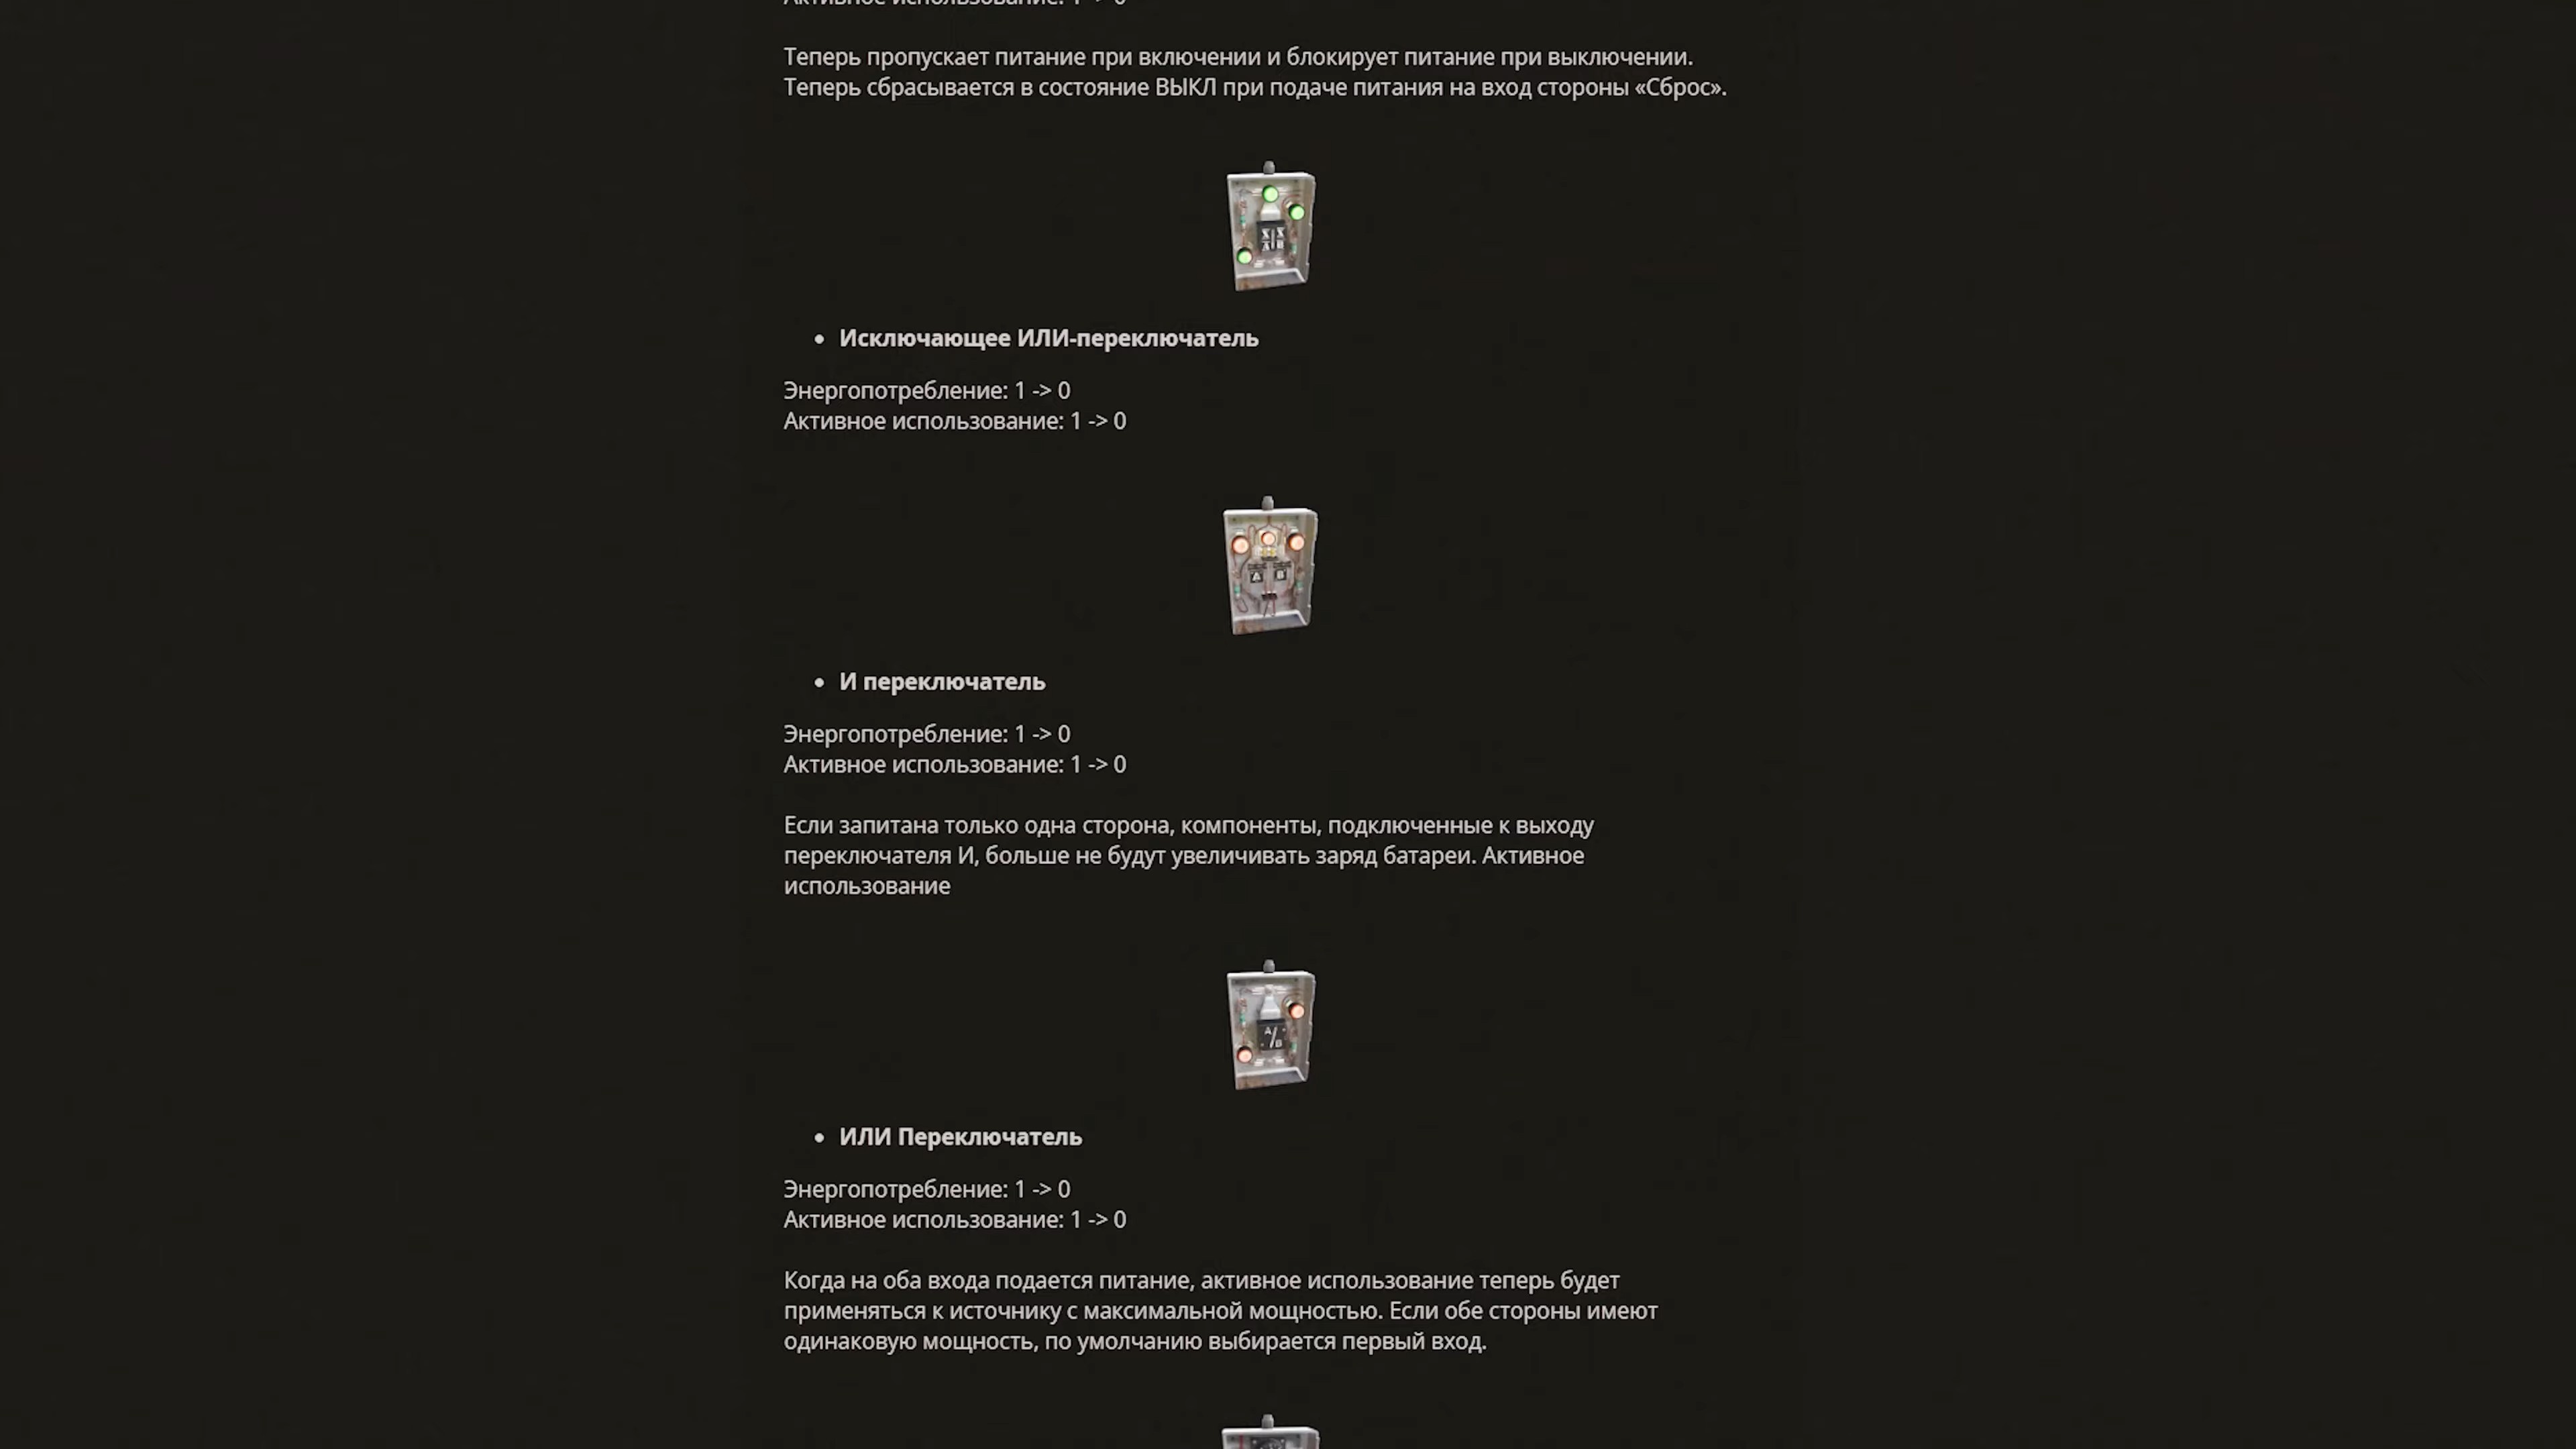 Активное использование: 1 -> 0
Теперь пропускает питание при включении и блокирует питание при выключении.
Теперь сбрасывается в состояние ВЫКЛ при подаче питания на вход стороны «Сброс».
X X
A B
• Исключающее ИЛИ-переключатель
Энергопотребление: 1 -> 0
Активное использование: 1 -> 0
A B
• И переключатель
Энергопотребление: 1 -> 0
Активное использование: 1 -> 0
Если запитана только одна сторона, компоненты, подключенные к выходу
переключателя И, больше не будут увеличивать заряд батареи. Активное
использование
A/B
• ИЛИ Переключатель
Энергопотребление: 1 -> 0
Активное использование: 1 -> 0
Когда на оба входа подается питание, активное использование теперь будет
применяться к источнику с максимальной мощностью. Если обе стороны имеют
одинаковую мощность, по умолчанию выбирается первый вход.